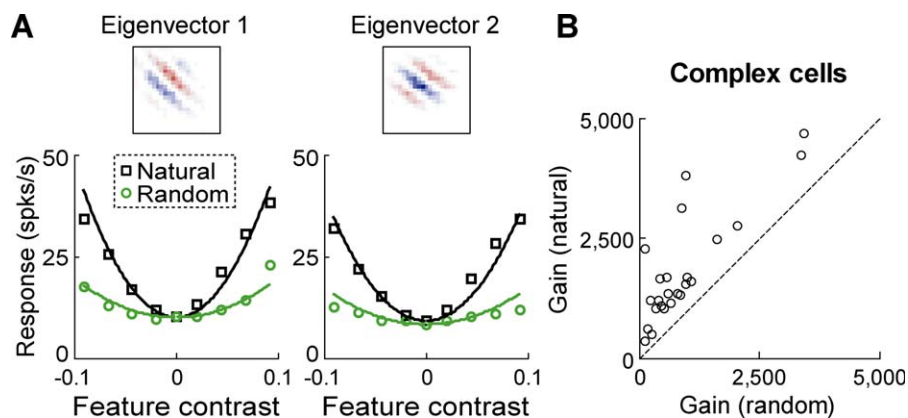 A
Eigenvector 1
Eigenvector 2
50
25
0
Response (spks/s)
Natural
Random
-0.1
0
0.1
Feature contrast
50
25
0
-0.1
0
0.1
Feature contrast
B
Complex cells
5,000
2,500
0
Gain (natural)
0
2,500
5,000
Gain (random)